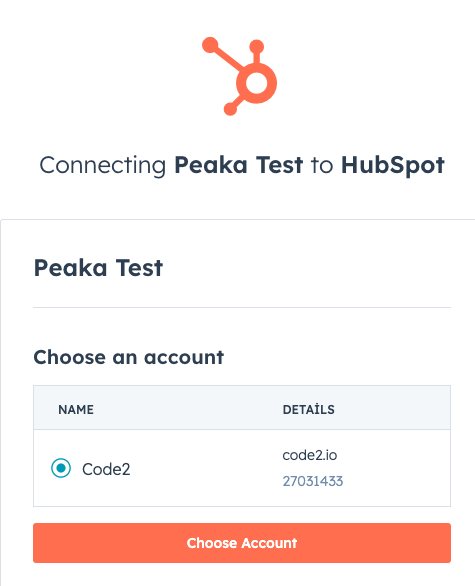 Connecting Peaka Test to HubSpot
Peaka Test
Choose an account
NAME DETAİLS
Code2 code2.io
27031433
Choose Account